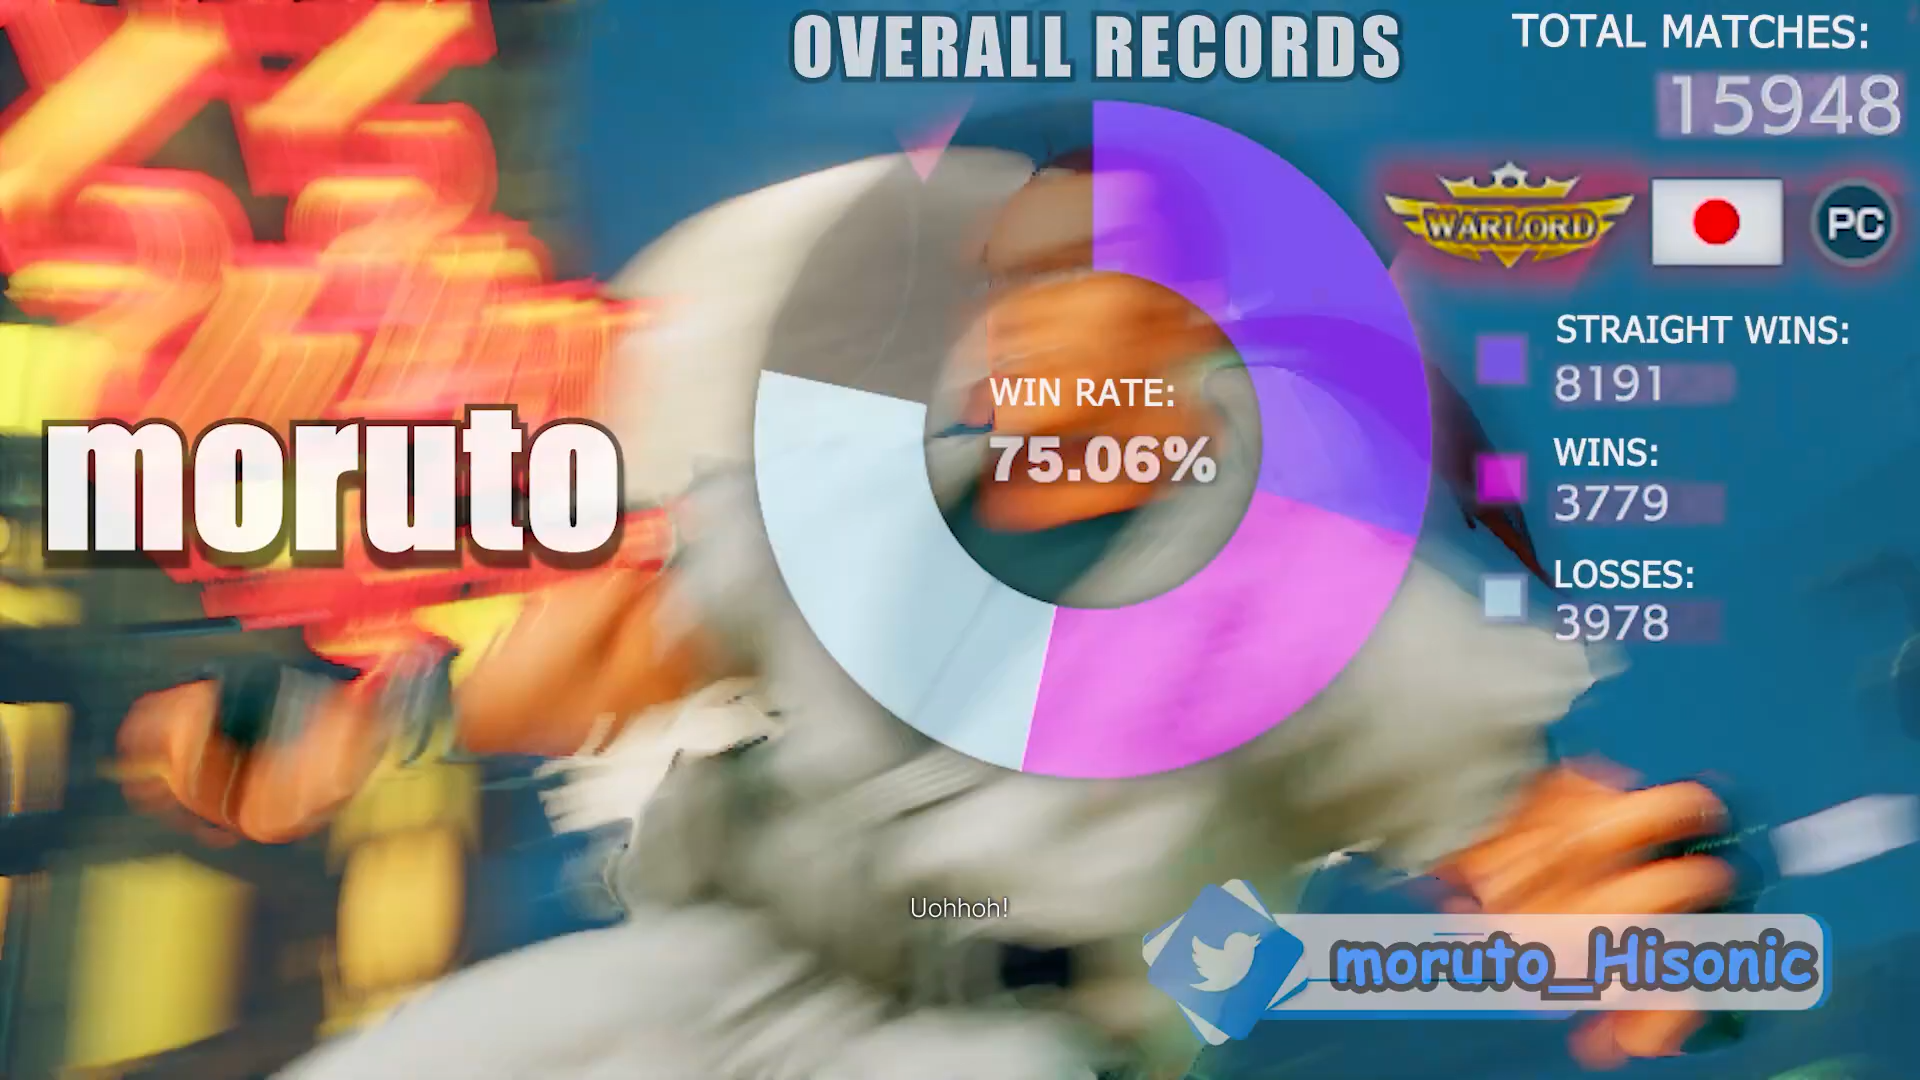 OVERALL RECORDS
TOTAL MATCHES:
15948
WARLORD
PC
STRAIGHT WINS:
8191
WIN RATE:
75.06%
moruto
WINS:
3779
LOSSES:
3978
Uohhoh!
moruto_Hisonic